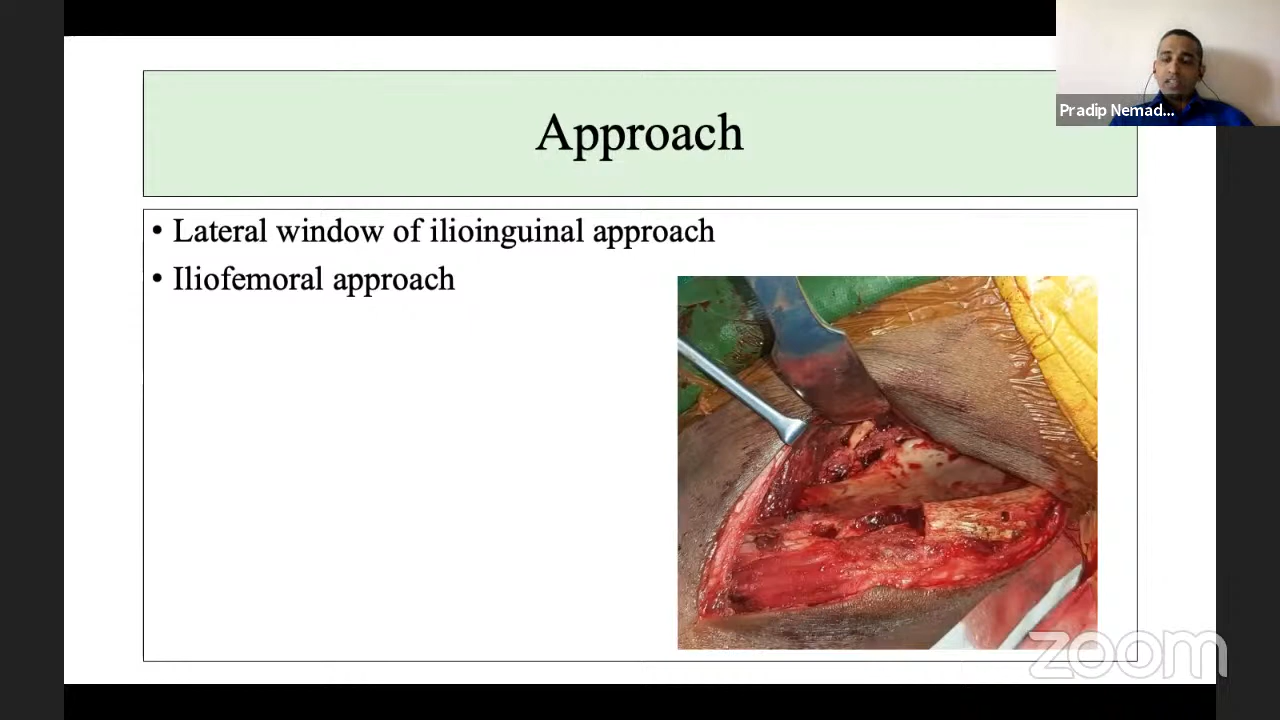 Approach
Pradip Nemad...
• Lateral window of ilioinguinal approach
• Iliofemoral approach
zoom